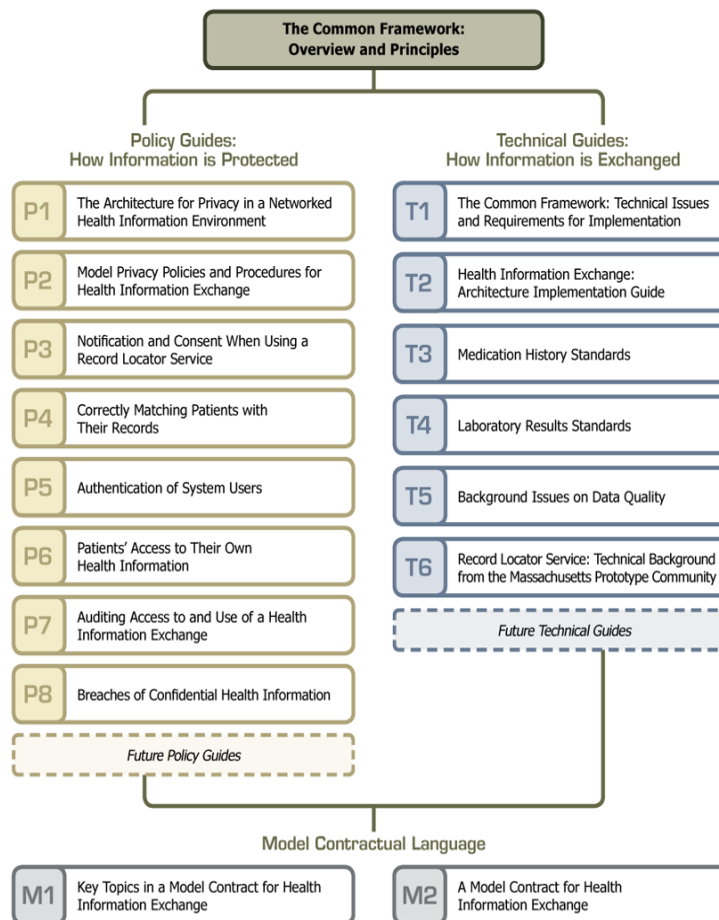 The Common Framework:
Overview and Principles
Policy Guides:
How Information is Protected
P1
The Architecture for Privacy in a Networked
Health Information Environment
P2
Model Privacy Policies and Procedures for
Health Information Exchange
P3
Notification and Consent When Using a
Record Locator Service
P4
Correctly Matching Patients with
Their Records
P5
Authentication of System Users
P6
Patients' Access to Their Own
Health Information
P7
Auditing Access to and Use of a Health
Information Exchange
P8
Breaches of Confidential Health Information
Future Policy Guides
Technical Guides:
How Information is Exchanged
T1
The Common Framework: Technical Issues
and Requirements for Implementation
T2
Health Information Exchange:
Architecture Implementation Guide
T3
Medication History Standards
T4
Laboratory Results Standards
T5
Background Issues on Data Quality
T6
Record Locator Service: Technical Background
from the Massachusetts Prototype Community
Future Technical Guides
Model Contractual Language
M1
Key Topics in a Model Contract for Health
Information Exchange
M2
A Model Contract for Health
Information Exchange